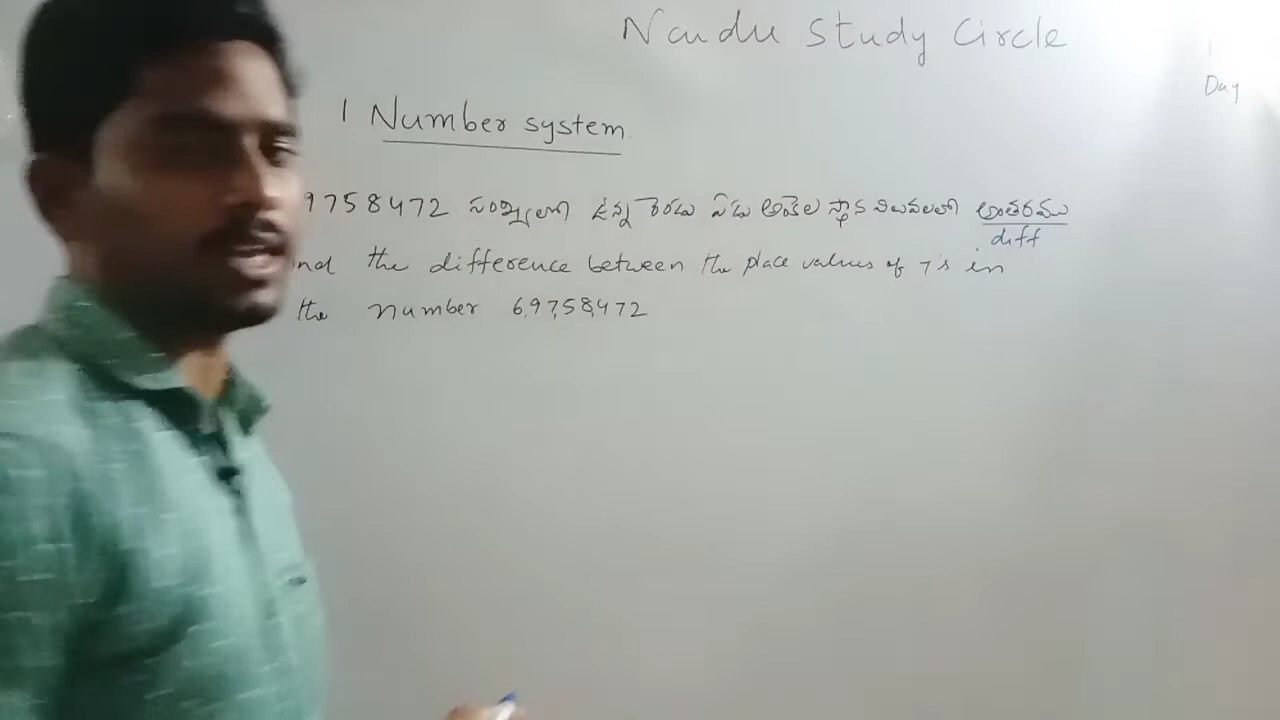 Naidu Study Circle
Day
1 Number system
9758472 సంఖ్యలో ఉన్న రెండు ఏడు అంకెల స్థాన విలువలలో అంతరము
diff
nd the difference between the place values of 7's in
the number 6,97,58,472